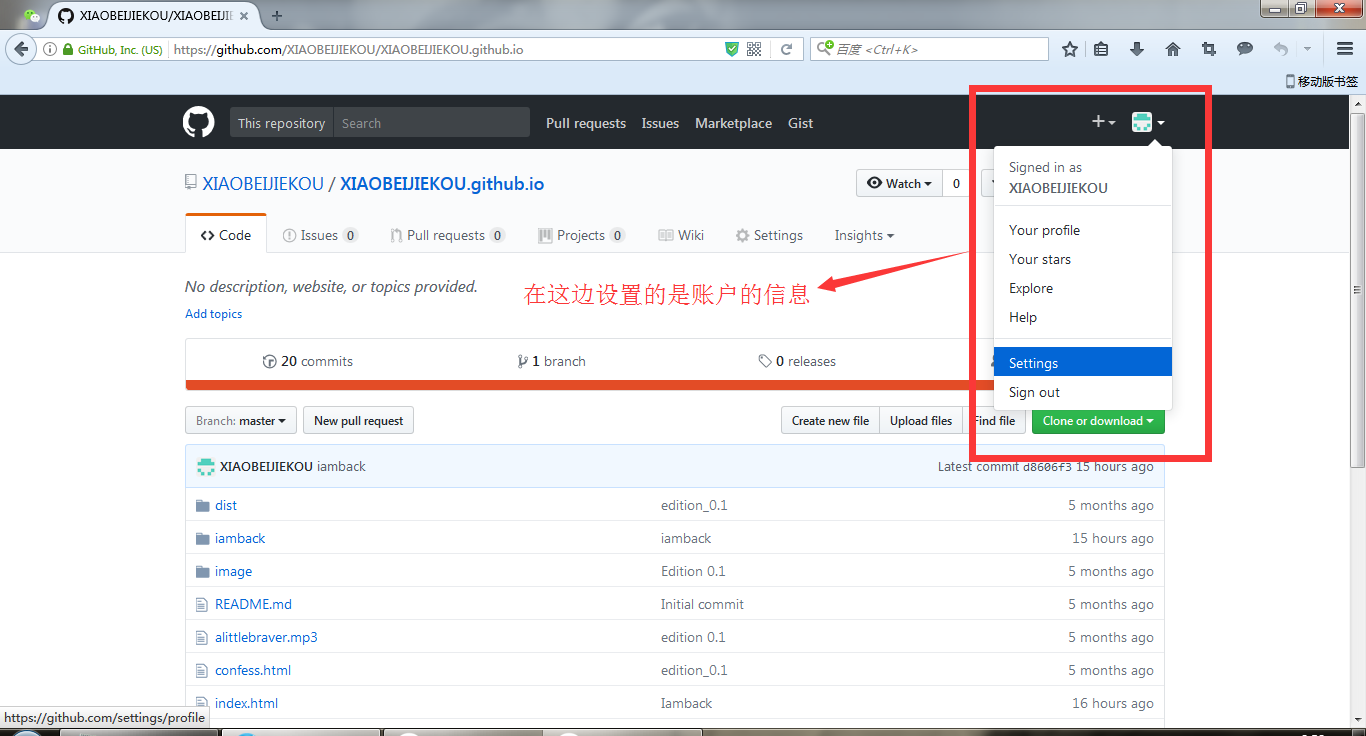 XIAOBEIJIEKOU/XIAOBEIJIE
GitHub, Inc. (US) https://github.com/XIAOBEIJIEKOU/XIAOBEIJIEKOU.github.io 百度 <Ctrl+K>
移动版书签
This repository Search Pull requests Issues Marketplace Gist
Signed in as
XIAOBEIJIEKOU
Your profile
Your stars
Explore
Help
Settings
Sign out
XIAOBEIJIEKOU / XIAOBEIJIEKOU.github.io Watch 0
Code Issues 0 Pull requests 0 Projects 0 Wiki Settings Insights
No description, website, or topics provided.
在这边设置的是账户的信息
Add topics
20 commits 1 branch 0 releases
Branch: master New pull request Create new file Upload files Find file Clone or download
XIAOBEIJIEKOU iamback Latest commit d8606f3 15 hours ago
dist edition_0.1 5 months ago
iamback iamback 15 hours ago
image Edition 0.1 5 months ago
README.md Initial commit 5 months ago
alittlebraver.mp3 edition 0.1 5 months ago
confess.html edition_0.1 5 months ago
index.html Iamback 16 hours ago
https://github.com/settings/profile